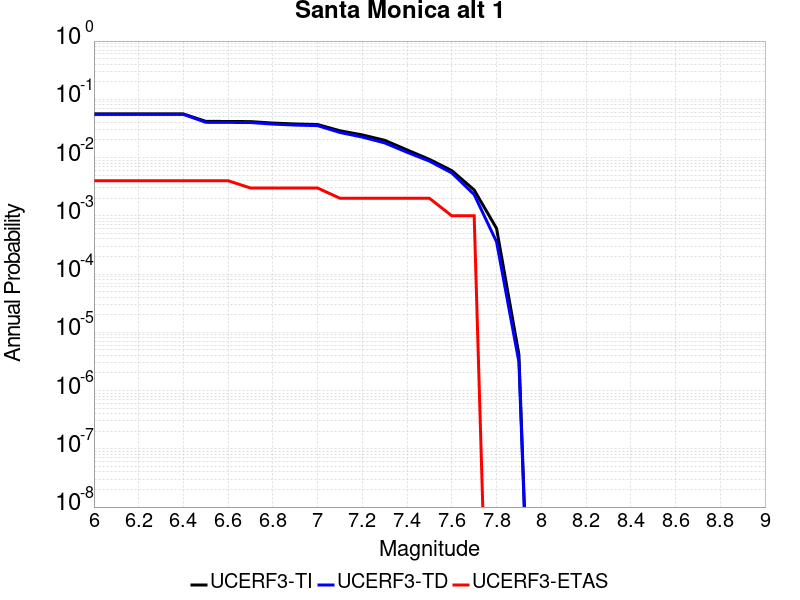 Santa Monica alt 1
10^0
10^-1
10^-2
10^-3
10^-4
10^-5
10^-6
10^-7
10^-8
Annual Probability
6 6.2 6.4 6.6 6.8 7 7.2 7.4 7.6 7.8 8 8.2 8.4 8.6 8.8 9
Magnitude
UCERF3-TI UCERF3-TD UCERF3-ETAS